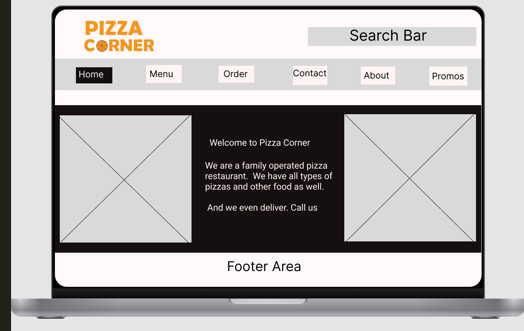 PIZZA
CORNER
Search Bar
Home Menu Order Contact About Promos
Welcome to Pizza Corner
We are a family operated pizza
restaurant. We have all types of
pizzas and other food as well.
And we even deliver. Call us
Footer Area